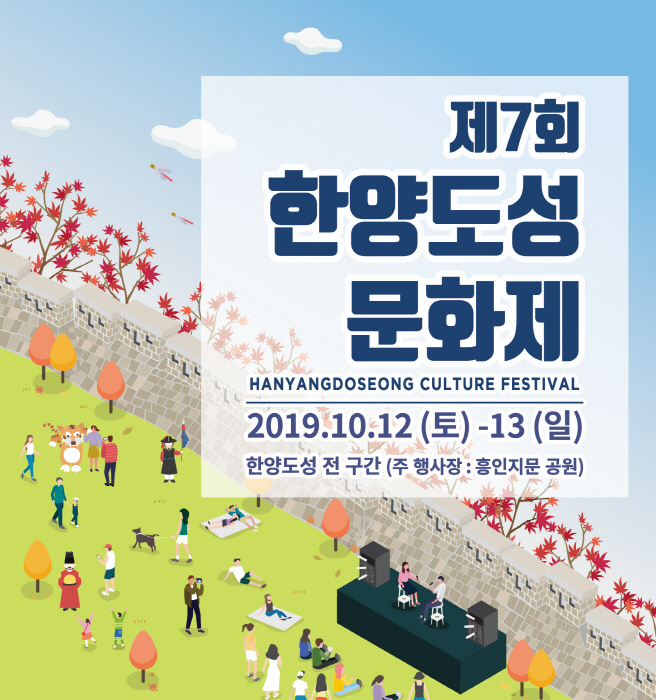 제7회
한양도성
문화제
HANYANGDOSEONG CULTURE FESTIVAL
2019.10.12 (토) -13 (일)
한양도성 전 구간 (주 행사장 : 흥인지문 공원)